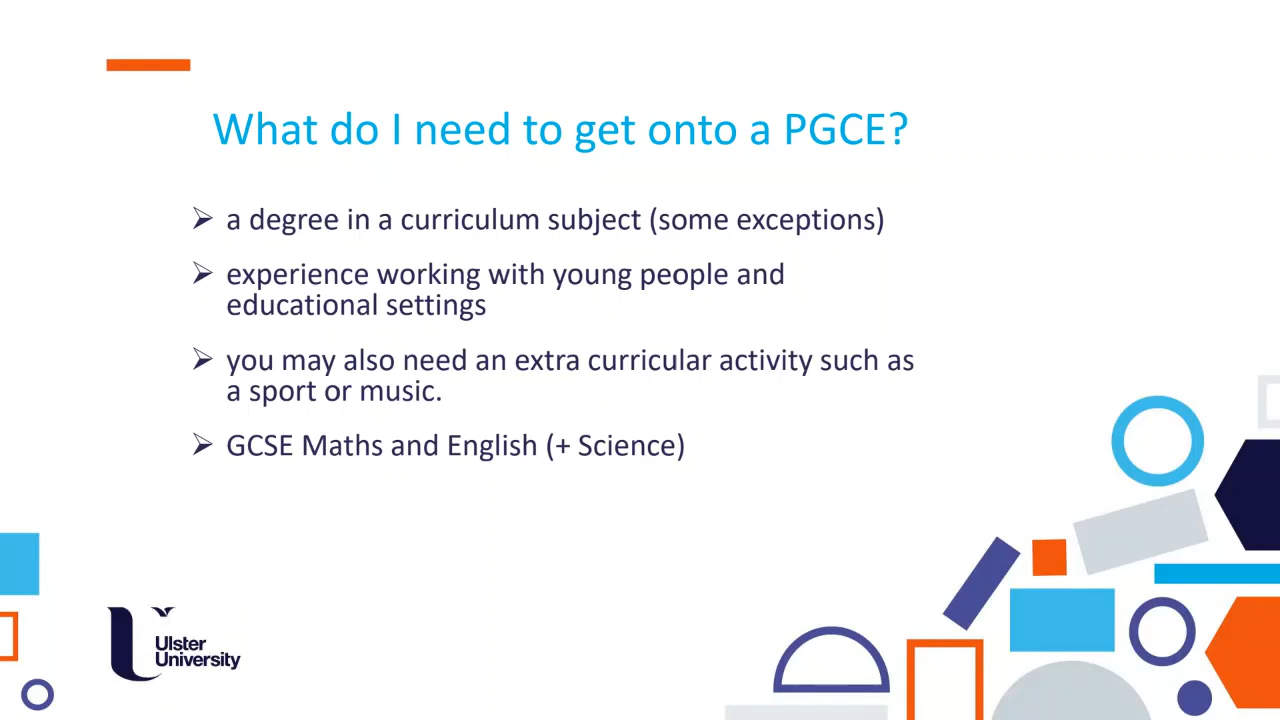 What do I need to get onto a PGCE?
➢ a degree in a curriculum subject (some exceptions)
➢ experience working with young people and
educational settings
➢ you may also need an extra curricular activity such as
a sport or music.
➢ GCSE Maths and English (+ Science)
Ulster
University